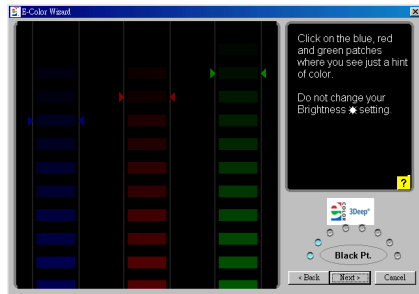 E-Color Wizard
Click on the blue, red
and green patches
where you see just a hint
of color.
Do not change your
Brightness setting.
?
3Deep®
Black Pt.
< Back
Next >
Cancel